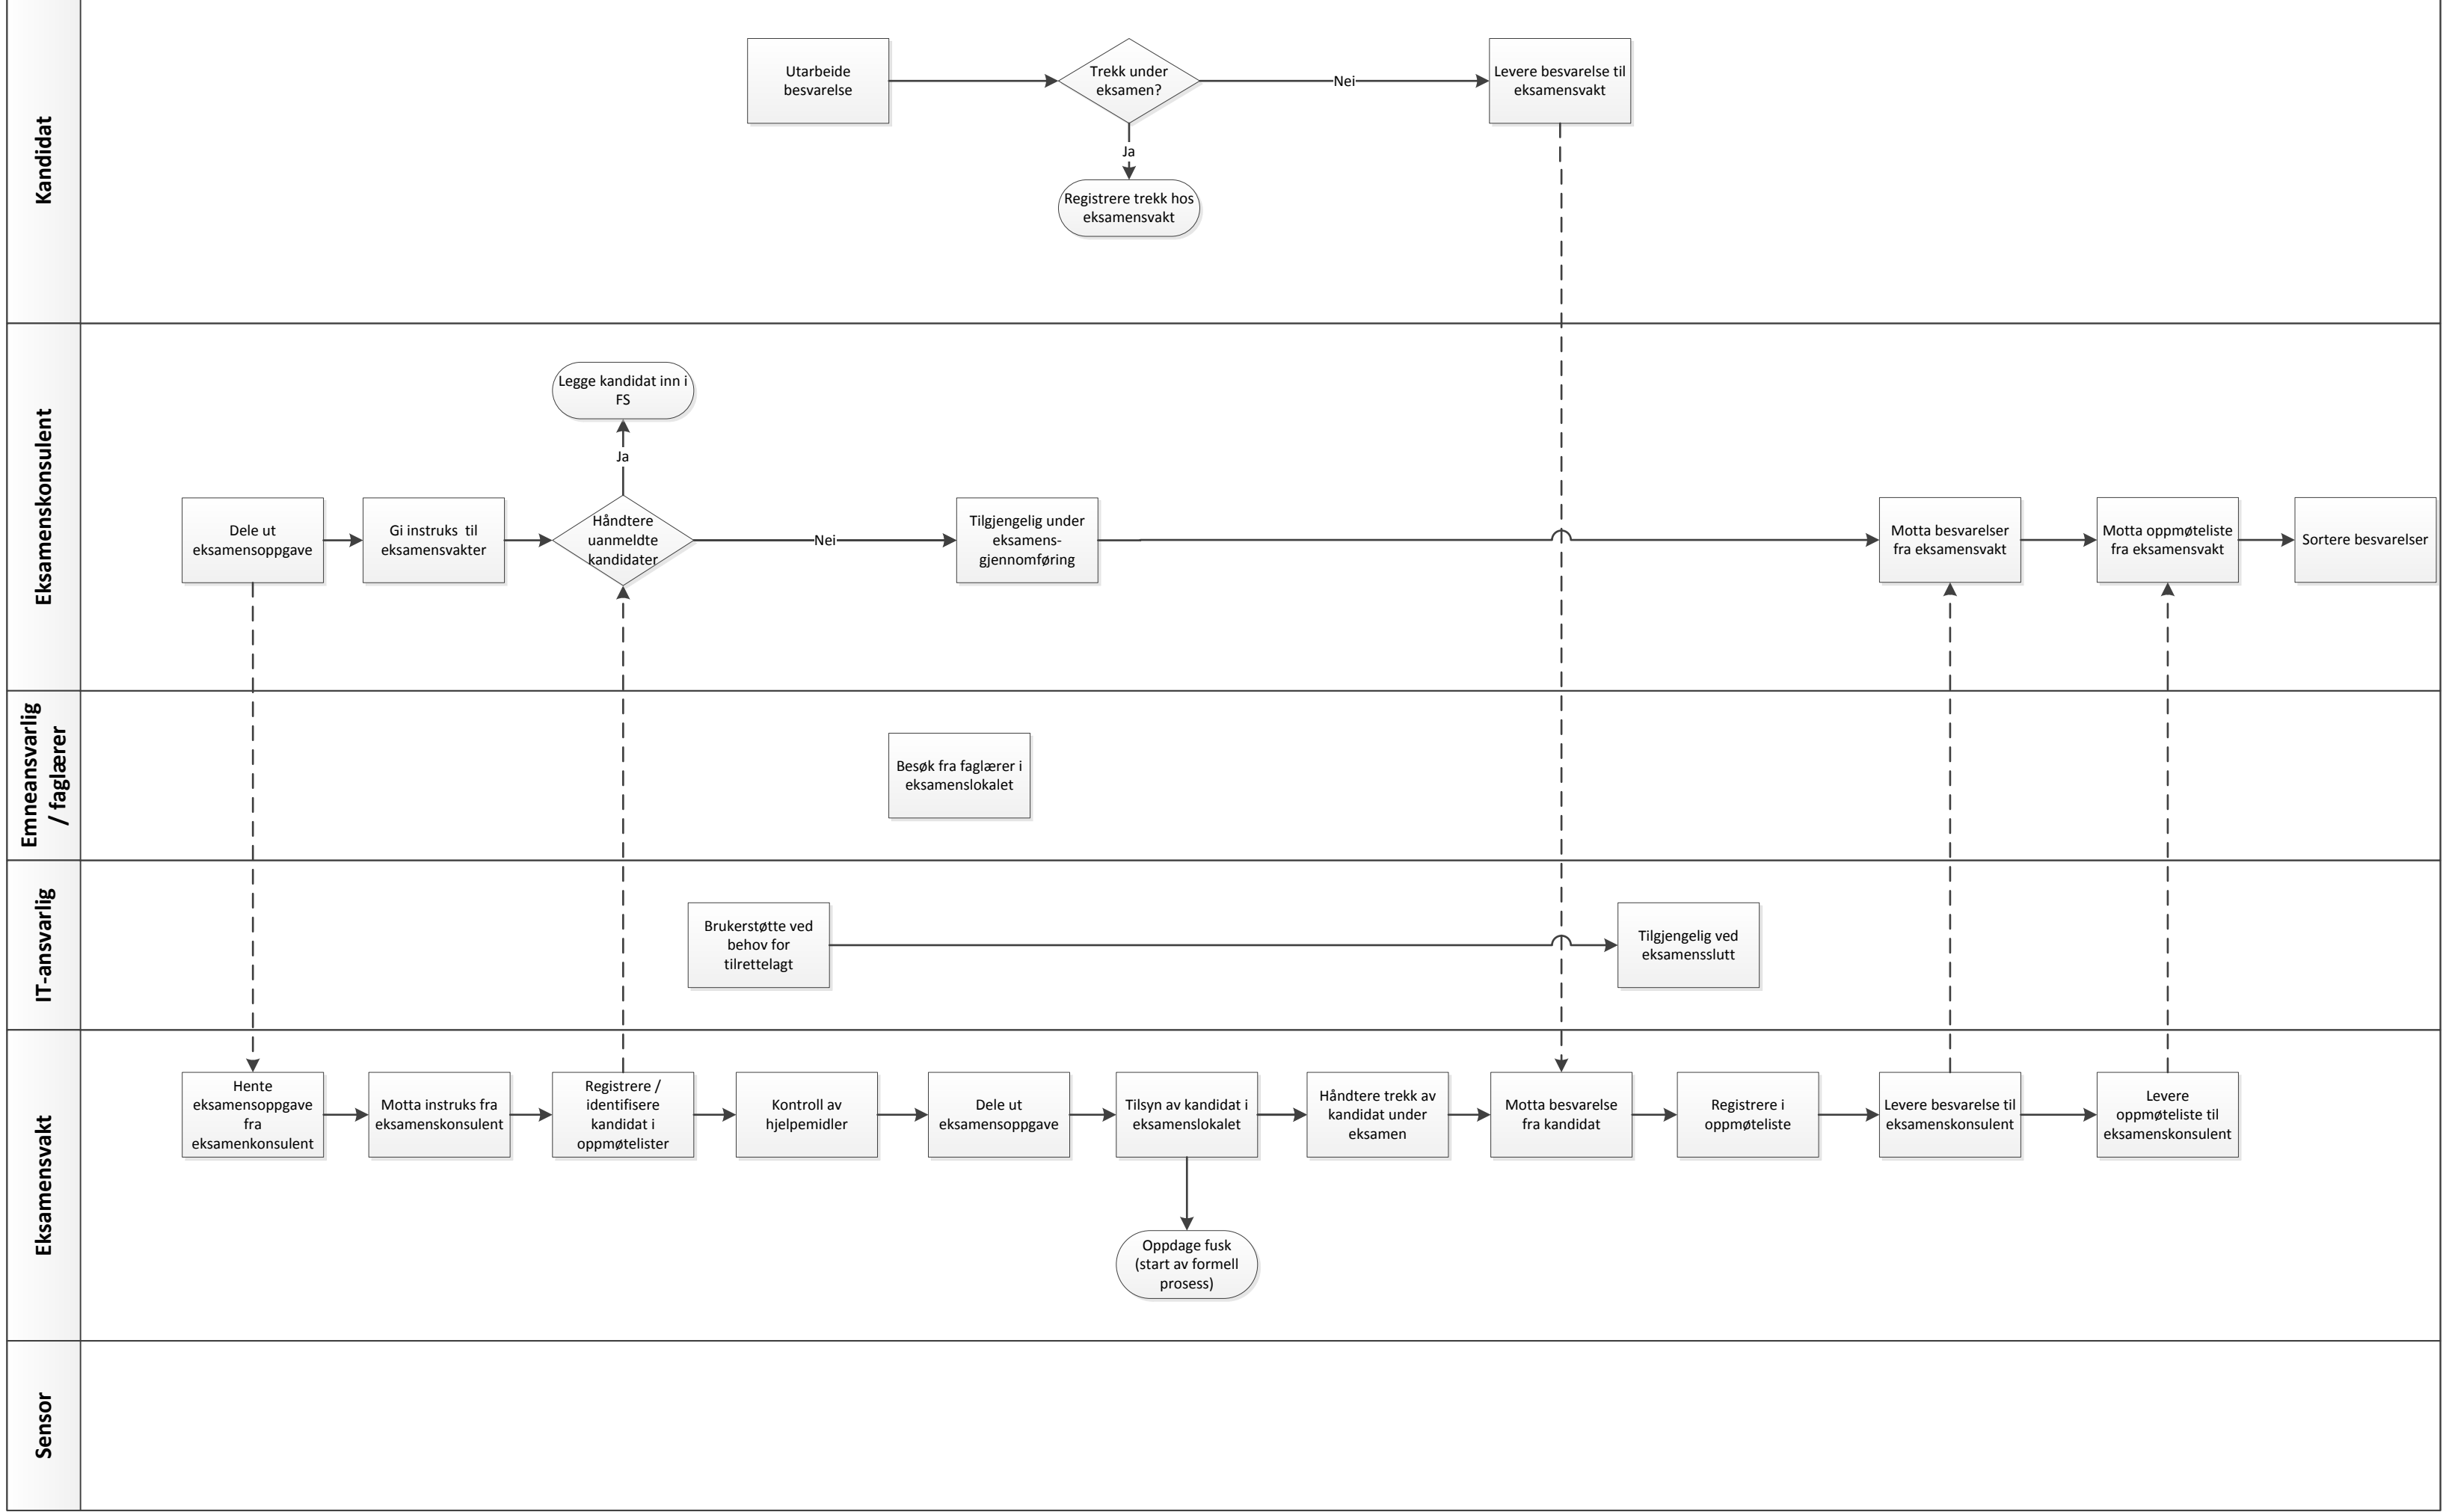 Kandidat
Utarbeide
besvarelse
Trekk under
eksamen?
Nei
Levere besvarelse til
eksamensvakt
Ja
Registrere trekk hos
eksamensvakt
Eksamenskonsulent
Legge kandidat inn i
FS
Ja
Dele ut
eksamensoppgave
Gi instruks  til
eksamensvakter
Håndtere
uanmeldte
kandidater
Nei
Tilgjengelig under
eksamens-
gjennomføring
Motta besvarelser
fra eksamensvakt
Motta oppmøteliste
fra eksamensvakt
Sortere besvarelser
Emneansvarlig
/ faglærer
Besøk fra faglærer i
eksamenslokalet
IT-ansvarlig
Brukerstøtte ved
behov for
tilrettelagt
Tilgjengelig ved
eksamensslutt
Eksamensvakt
Hente
eksamensoppgave
fra
eksamenkonsulent
Motta instruks fra
eksamenskonsulent
Registrere /
identifisere
kandidat i
oppmøtelister
Kontroll av
hjelpemidler
Dele ut
eksamensoppgave
Tilsyn av kandidat i
eksamenslokalet
Håndtere trekk av
kandidat under
eksamen
Motta besvarelse
fra kandidat
Registrere i
oppmøteliste
Levere besvarelse til
eksamenskonsulent
Levere
oppmøteliste til
eksamenskonsulent
Oppdage fusk
(start av formell
prosess)
Sensor